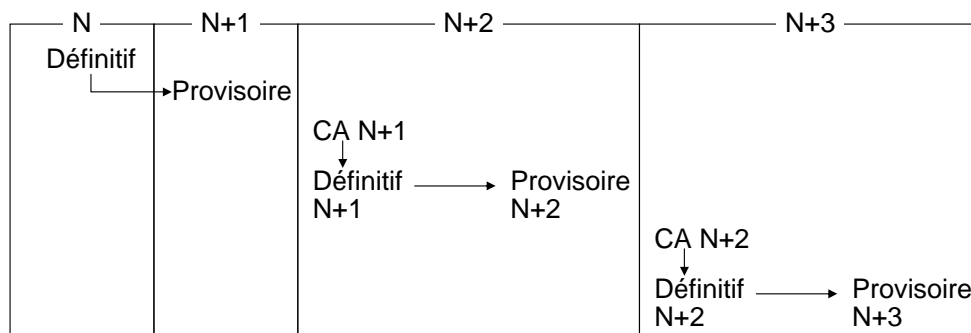 N
N+1
N+2
N+3
Définitif
Provisoire
CA N+1
Définitif
N+1
Provisoire
N+2
CA N+2
Définitif
N+2
Provisoire
N+3